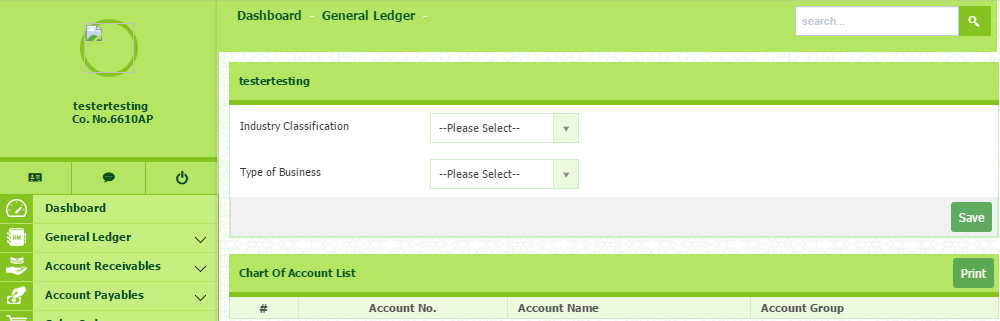 Dashboard - General Ledger -
search...
testertesting
Co. No.6610AP
Dashboard
RM
General Ledger
Account Receivables
Account Payables
testertesting
Industry Classification --Please Select--
Type of Business --Please Select--
Save
Chart Of Account List Print
# Account No. Account Name Account Group